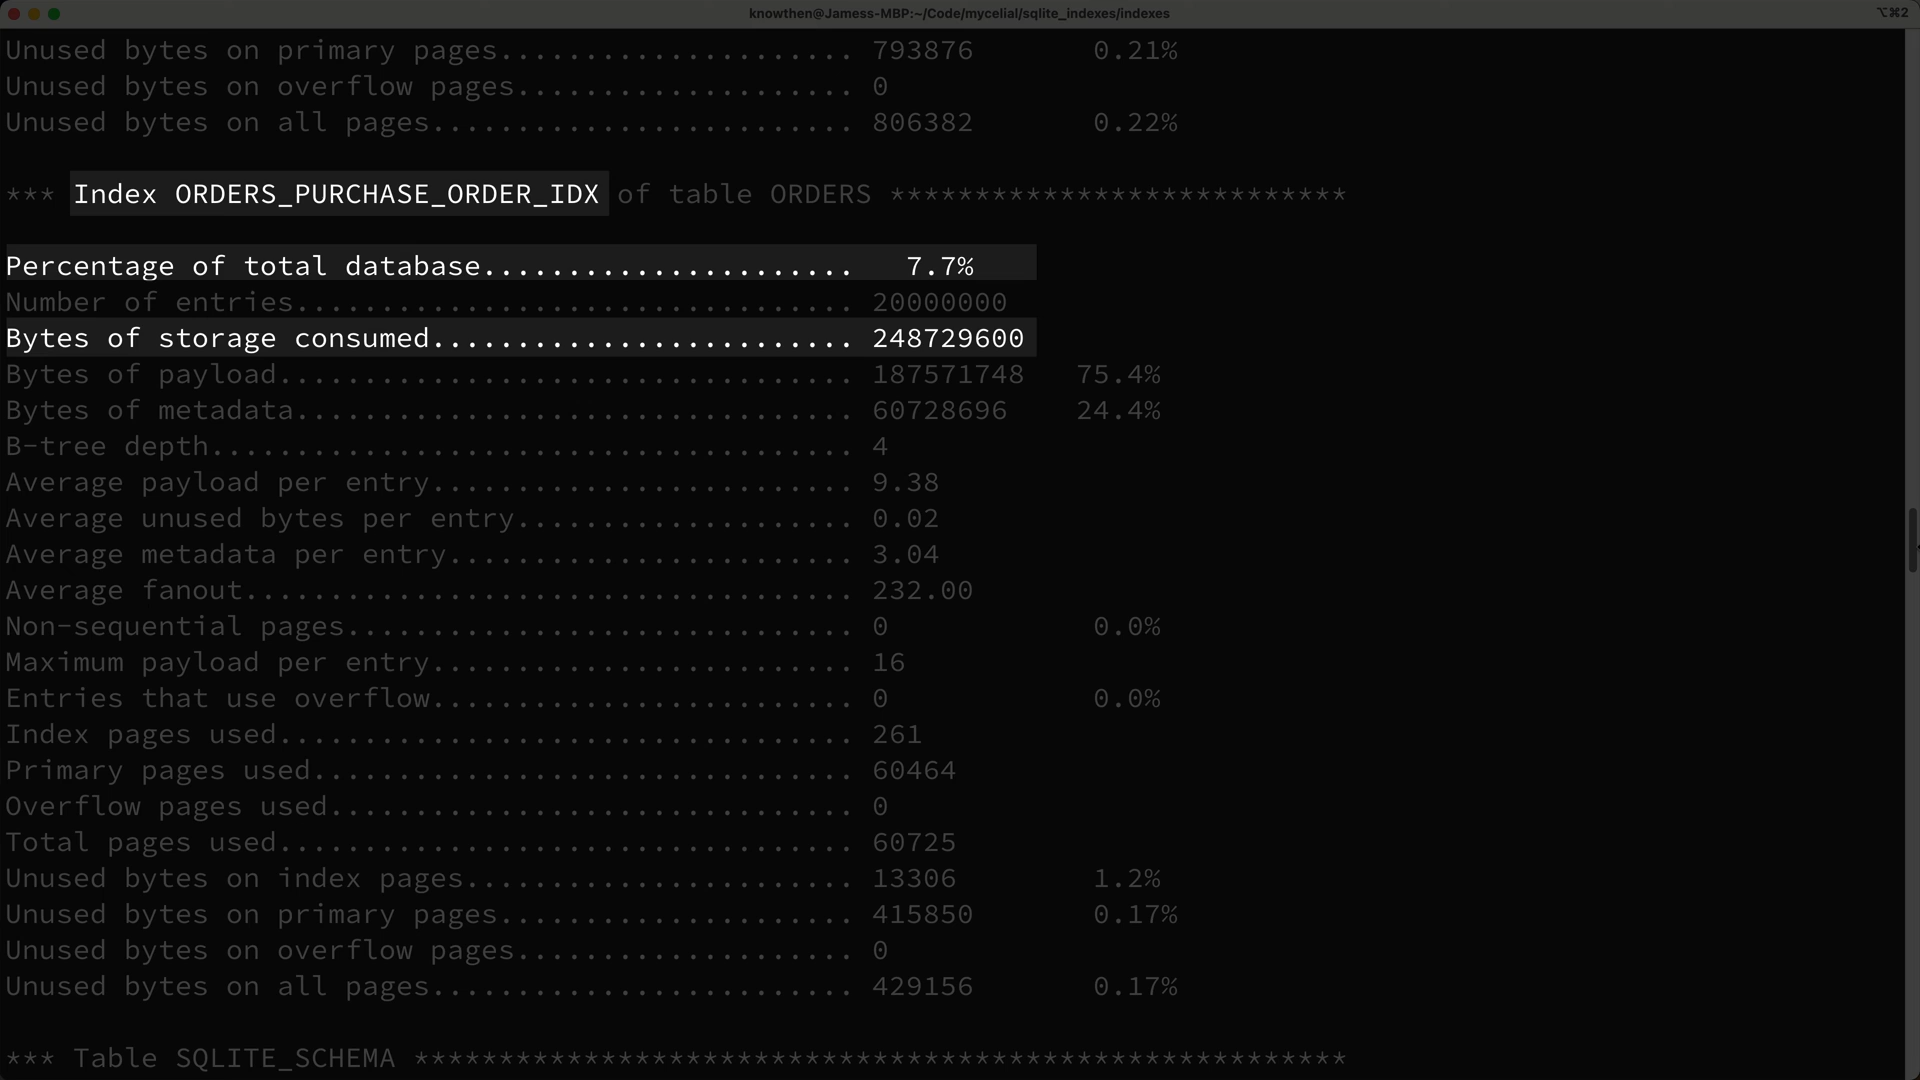 knowthen@Jamess-MBP:~/Code/mycelial/sqlite_indexes/indexes ⌥⌘2
Unused bytes on primary pages..................... 793876 0.21%
Unused bytes on overflow pages.................... 0
Unused bytes on all pages......................... 806382 0.22%
*** Index ORDERS_PURCHASE_ORDER_IDX of table ORDERS ***************************
Percentage of total database...................... 7.7%
Number of entries................................. 20000000
Bytes of storage consumed......................... 248729600
Bytes of payload.................................. 187571748 75.4%
Bytes of metadata................................. 60728696 24.4%
B-tree depth...................................... 4
Average payload per entry......................... 9.38
Average unused bytes per entry.................... 0.02
Average metadata per entry........................ 3.04
Average fanout.................................... 232.00
Non-sequential pages.............................. 0 0.0%
Maximum payload per entry......................... 16
Entries that use overflow......................... 0 0.0%
Index pages used.................................. 261
Primary pages used................................ 60464
Overflow pages used............................... 0
Total pages used.................................. 60725
Unused bytes on index pages....................... 13306 1.2%
Unused bytes on primary pages..................... 415850 0.17%
Unused bytes on overflow pages.................... 0
Unused bytes on all pages......................... 429156 0.17%
*** Table SQLITE_SCHEMA *******************************************************